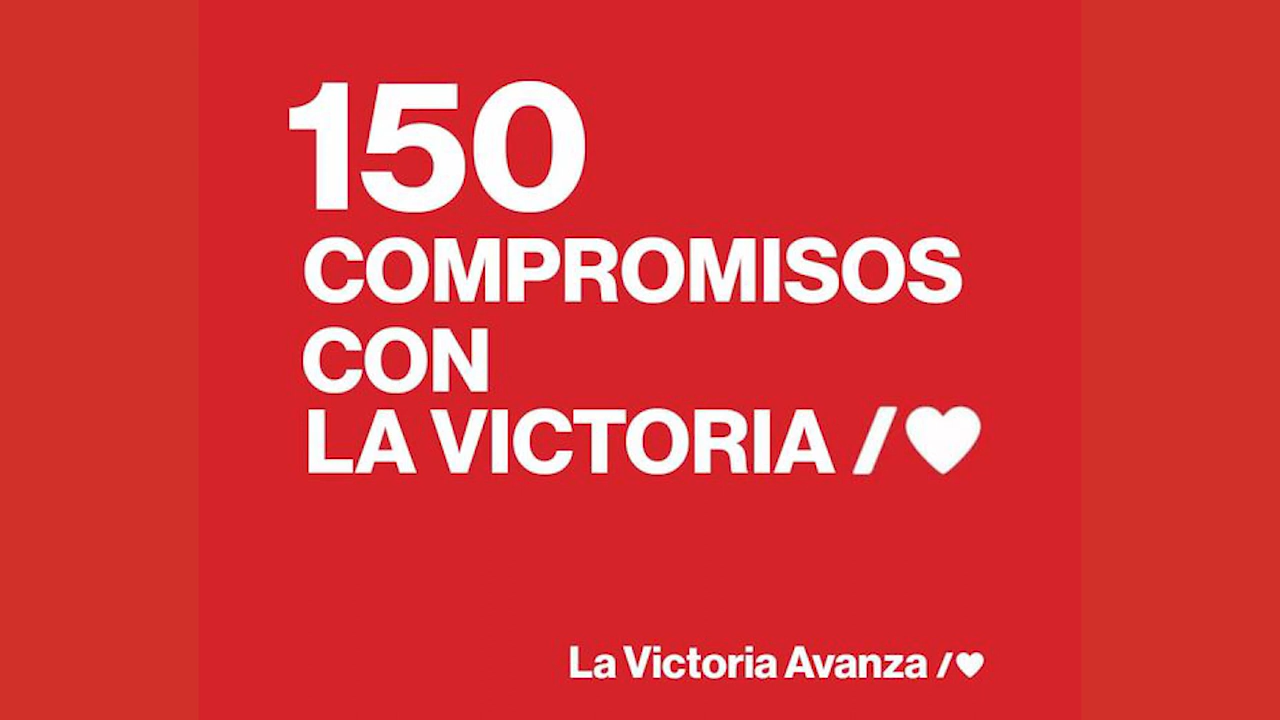 150
COMPROMISOS
CON
LA VICTORIA /♥
La Victoria Avanza /♥